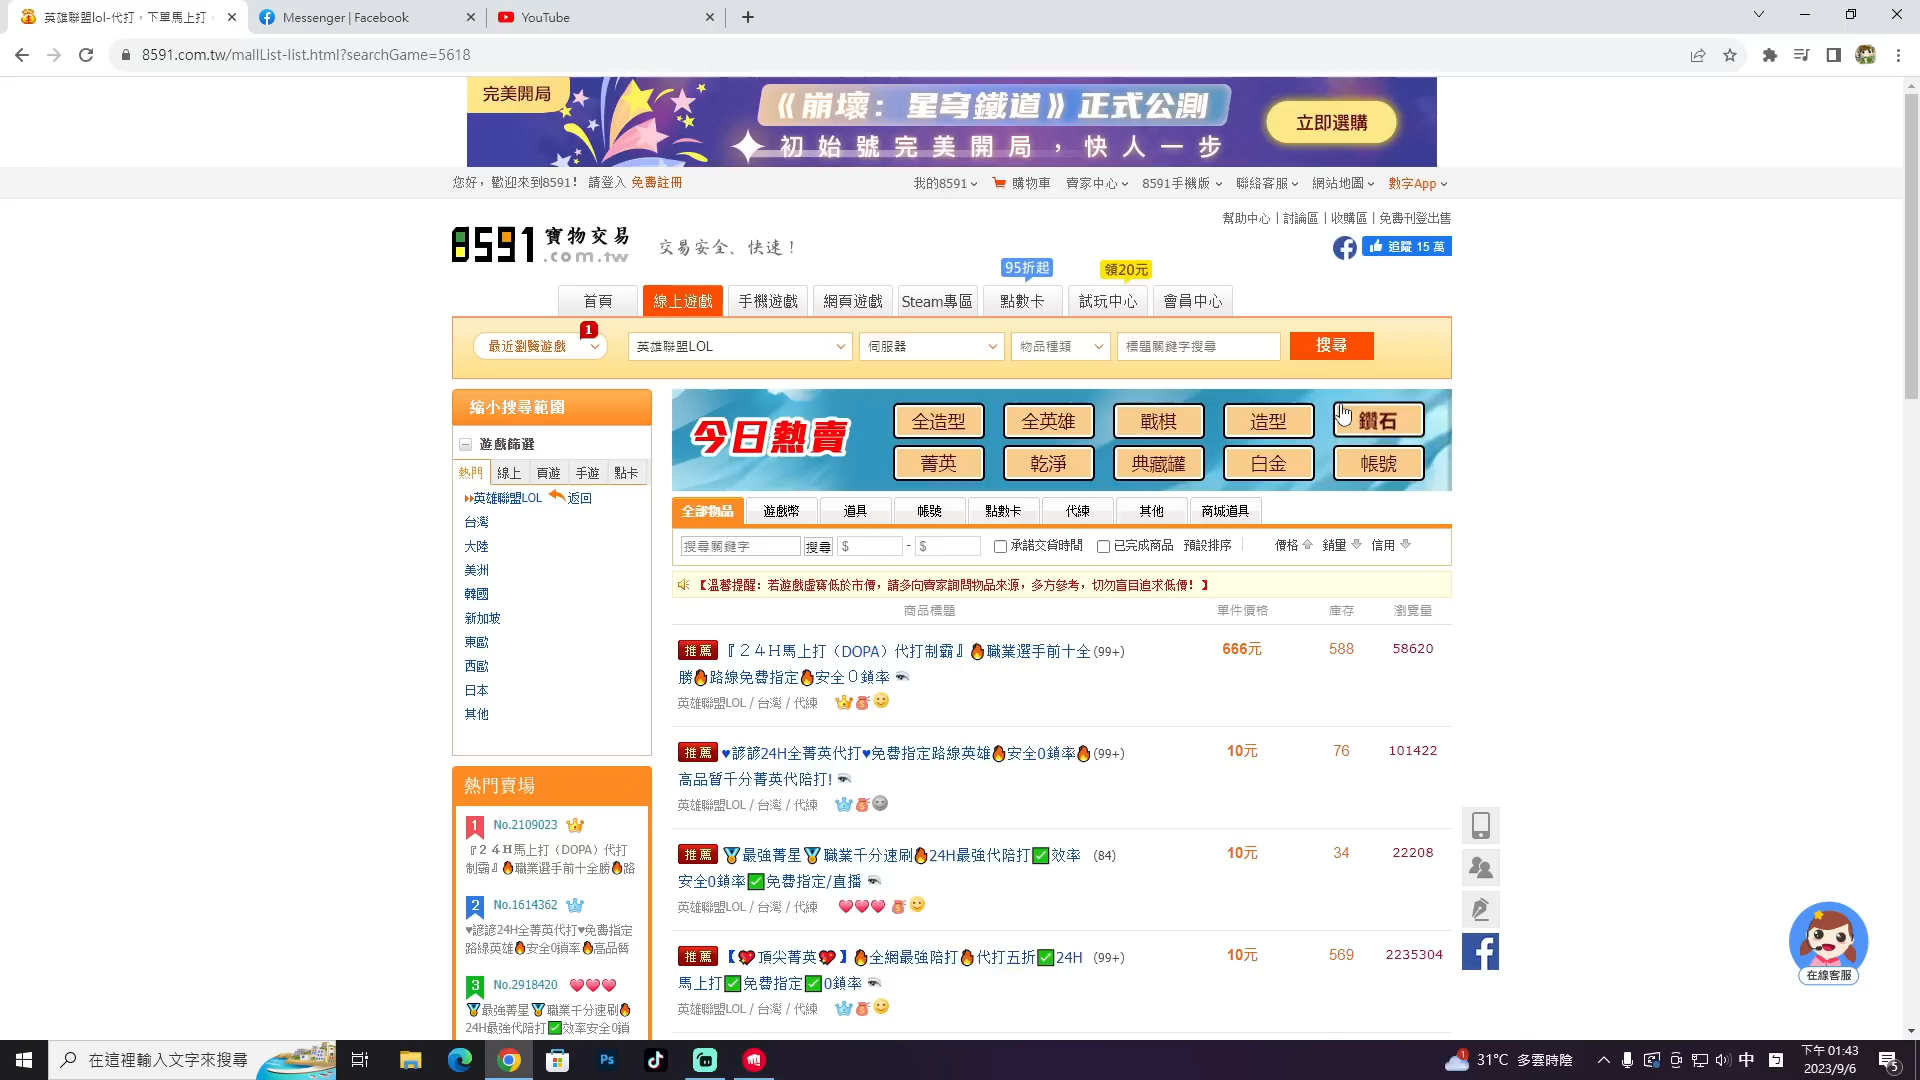 英雄聯盟lol-代打，下單馬上打
Messenger | Facebook
YouTube
8591.com.tw/mallList-list.html?searchGame=5618
完美開局
《崩壞：星穹鐵道》正式公測
初始號完美開局，快人一步
立即選購
您好，歡迎來到8591！ 請登入 免費註冊
我的8591 購物車 賣家中心 8591手機版 聯絡客服 網站地圖 數字App
幫助中心 | 討論區 | 收購區 | 免費刊登出售
8591 寶物交易
.com.tw
交易安全、快速！
追蹤 15 萬
95折起
領20元
首頁 線上遊戲 手機遊戲 網頁遊戲 Steam專區 點數卡 試玩中心 會員中心
最近瀏覽遊戲 1 英雄聯盟LOL 伺服器 物品種類 標題關鍵字搜尋 搜尋
縮小搜尋範圍
遊戲篩選
熱門 線上 頁遊 手遊 點卡
英雄聯盟LOL 返回
台灣
大陸
美洲
韓國
新加坡
東歐
西歐
日本
其他
熱門賣場
1 No.2109023
『２４Ｈ馬上打（DOPA）代打
制霸』🔥職業選手前十全勝🔥路
2 No.1614362
♥諺諺24H全菁英代打♥免費指定
路線英雄🔥安全0鎖率🔥高品質
3 No.2918420
🏅最強菁星🏅職業千分速刷🔥
24H最強代陪打✅效率安全0鎖
今日熱賣
全造型 全英雄 戰棋 造型 鑽石
菁英 乾淨 典藏罐 白金 帳號
全部物品 遊戲幣 道具 帳號 點數卡 代練 其他 商城道具
搜尋關鍵字 搜尋 $ - $ 承諾交貨時間 已完成商品 預設排序 價格 銷量 信用
【溫馨提醒：若遊戲虛寶低於市價，請多向賣家詢問物品來源，多方參考，切勿盲目追求低價！】
商品標題 單件價格 庫存 瀏覽量
推薦 『２４Ｈ馬上打（DOPA）代打制霸』🔥職業選手前十全 (99+) 666元 588 58620
勝🔥路線免費指定🔥安全０鎖率
英雄聯盟LOL / 台灣 / 代練
推薦 ♥諺諺24H全菁英代打♥免費指定路線英雄🔥安全0鎖率🔥 (99+) 10元 76 101422
高品質千分菁英代陪打!
英雄聯盟LOL / 台灣 / 代練
推薦 🏅最強菁星🏅職業千分速刷🔥24H最強代陪打✅效率 (84) 10元 34 22208
安全0鎖率✅免費指定/直播
英雄聯盟LOL / 台灣 / 代練
推薦 【💖頂尖菁英💖】🔥全網最強陪打🔥代打五折✅24H (99+) 10元 569 2235304
馬上打✅免費指定✅0鎖率
英雄聯盟LOL / 台灣 / 代練
在線客服
在這裡輸入文字來搜尋
Ps
1 31°C 多雲時陰
中
下午 01:43
2023/9/6
5